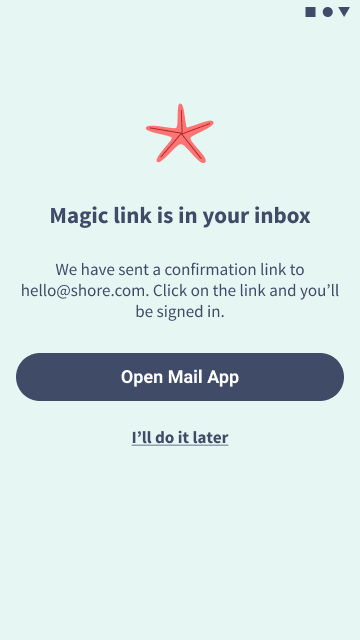 Magic link is in your inbox
We have sent a confirmation link to
hello@shore.com. Click on the link and you’ll
be signed in.
Open Mail App
I’ll do it later